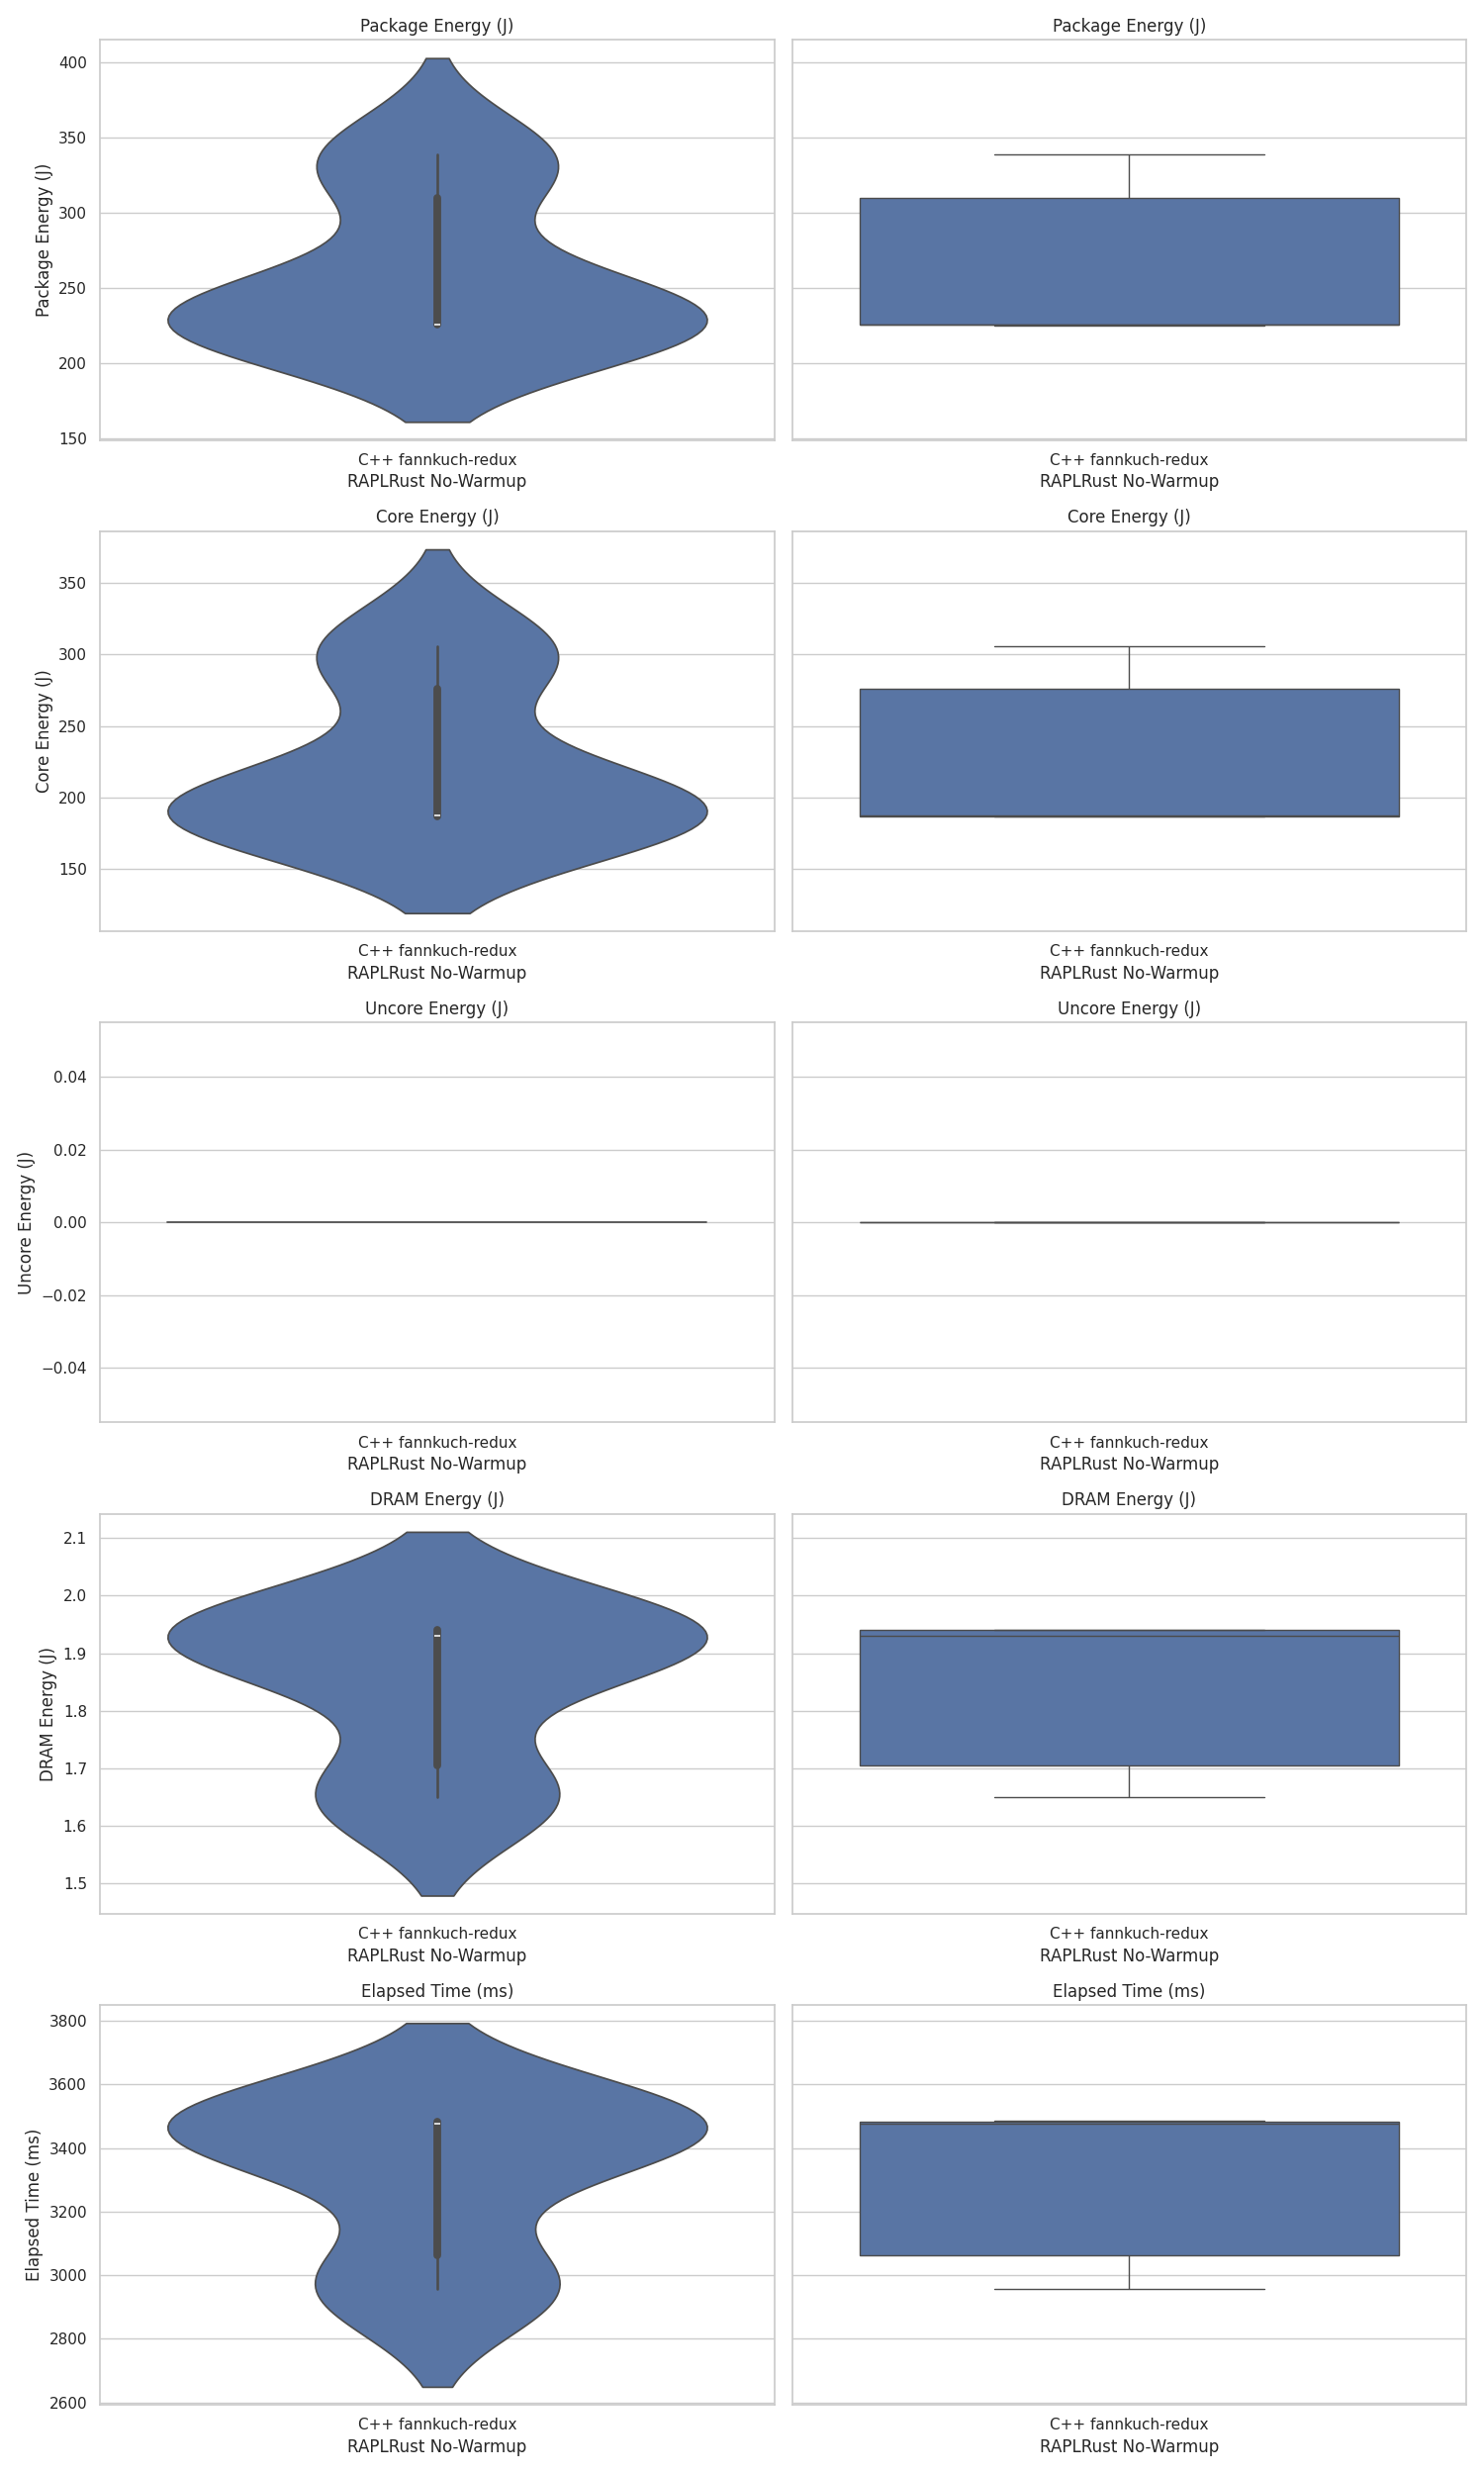 Package Energy (J)
Package Energy (J)
Package Energy (J)
400
350
300
250
200
150
C++ fannkuch-redux
RAPLRust No-Warmup
C++ fannkuch-redux
RAPLRust No-Warmup
Core Energy (J)
Core Energy (J)
Core Energy (J)
350
300
250
200
150
C++ fannkuch-redux
RAPLRust No-Warmup
C++ fannkuch-redux
RAPLRust No-Warmup
Uncore Energy (J)
Uncore Energy (J)
Uncore Energy (J)
0.04
0.02
0.00
−0.02
−0.04
C++ fannkuch-redux
RAPLRust No-Warmup
C++ fannkuch-redux
RAPLRust No-Warmup
DRAM Energy (J)
DRAM Energy (J)
DRAM Energy (J)
2.1
2.0
1.9
1.8
1.7
1.6
1.5
C++ fannkuch-redux
RAPLRust No-Warmup
C++ fannkuch-redux
RAPLRust No-Warmup
Elapsed Time (ms)
Elapsed Time (ms)
Elapsed Time (ms)
3800
3600
3400
3200
3000
2800
2600
C++ fannkuch-redux
RAPLRust No-Warmup
C++ fannkuch-redux
RAPLRust No-Warmup